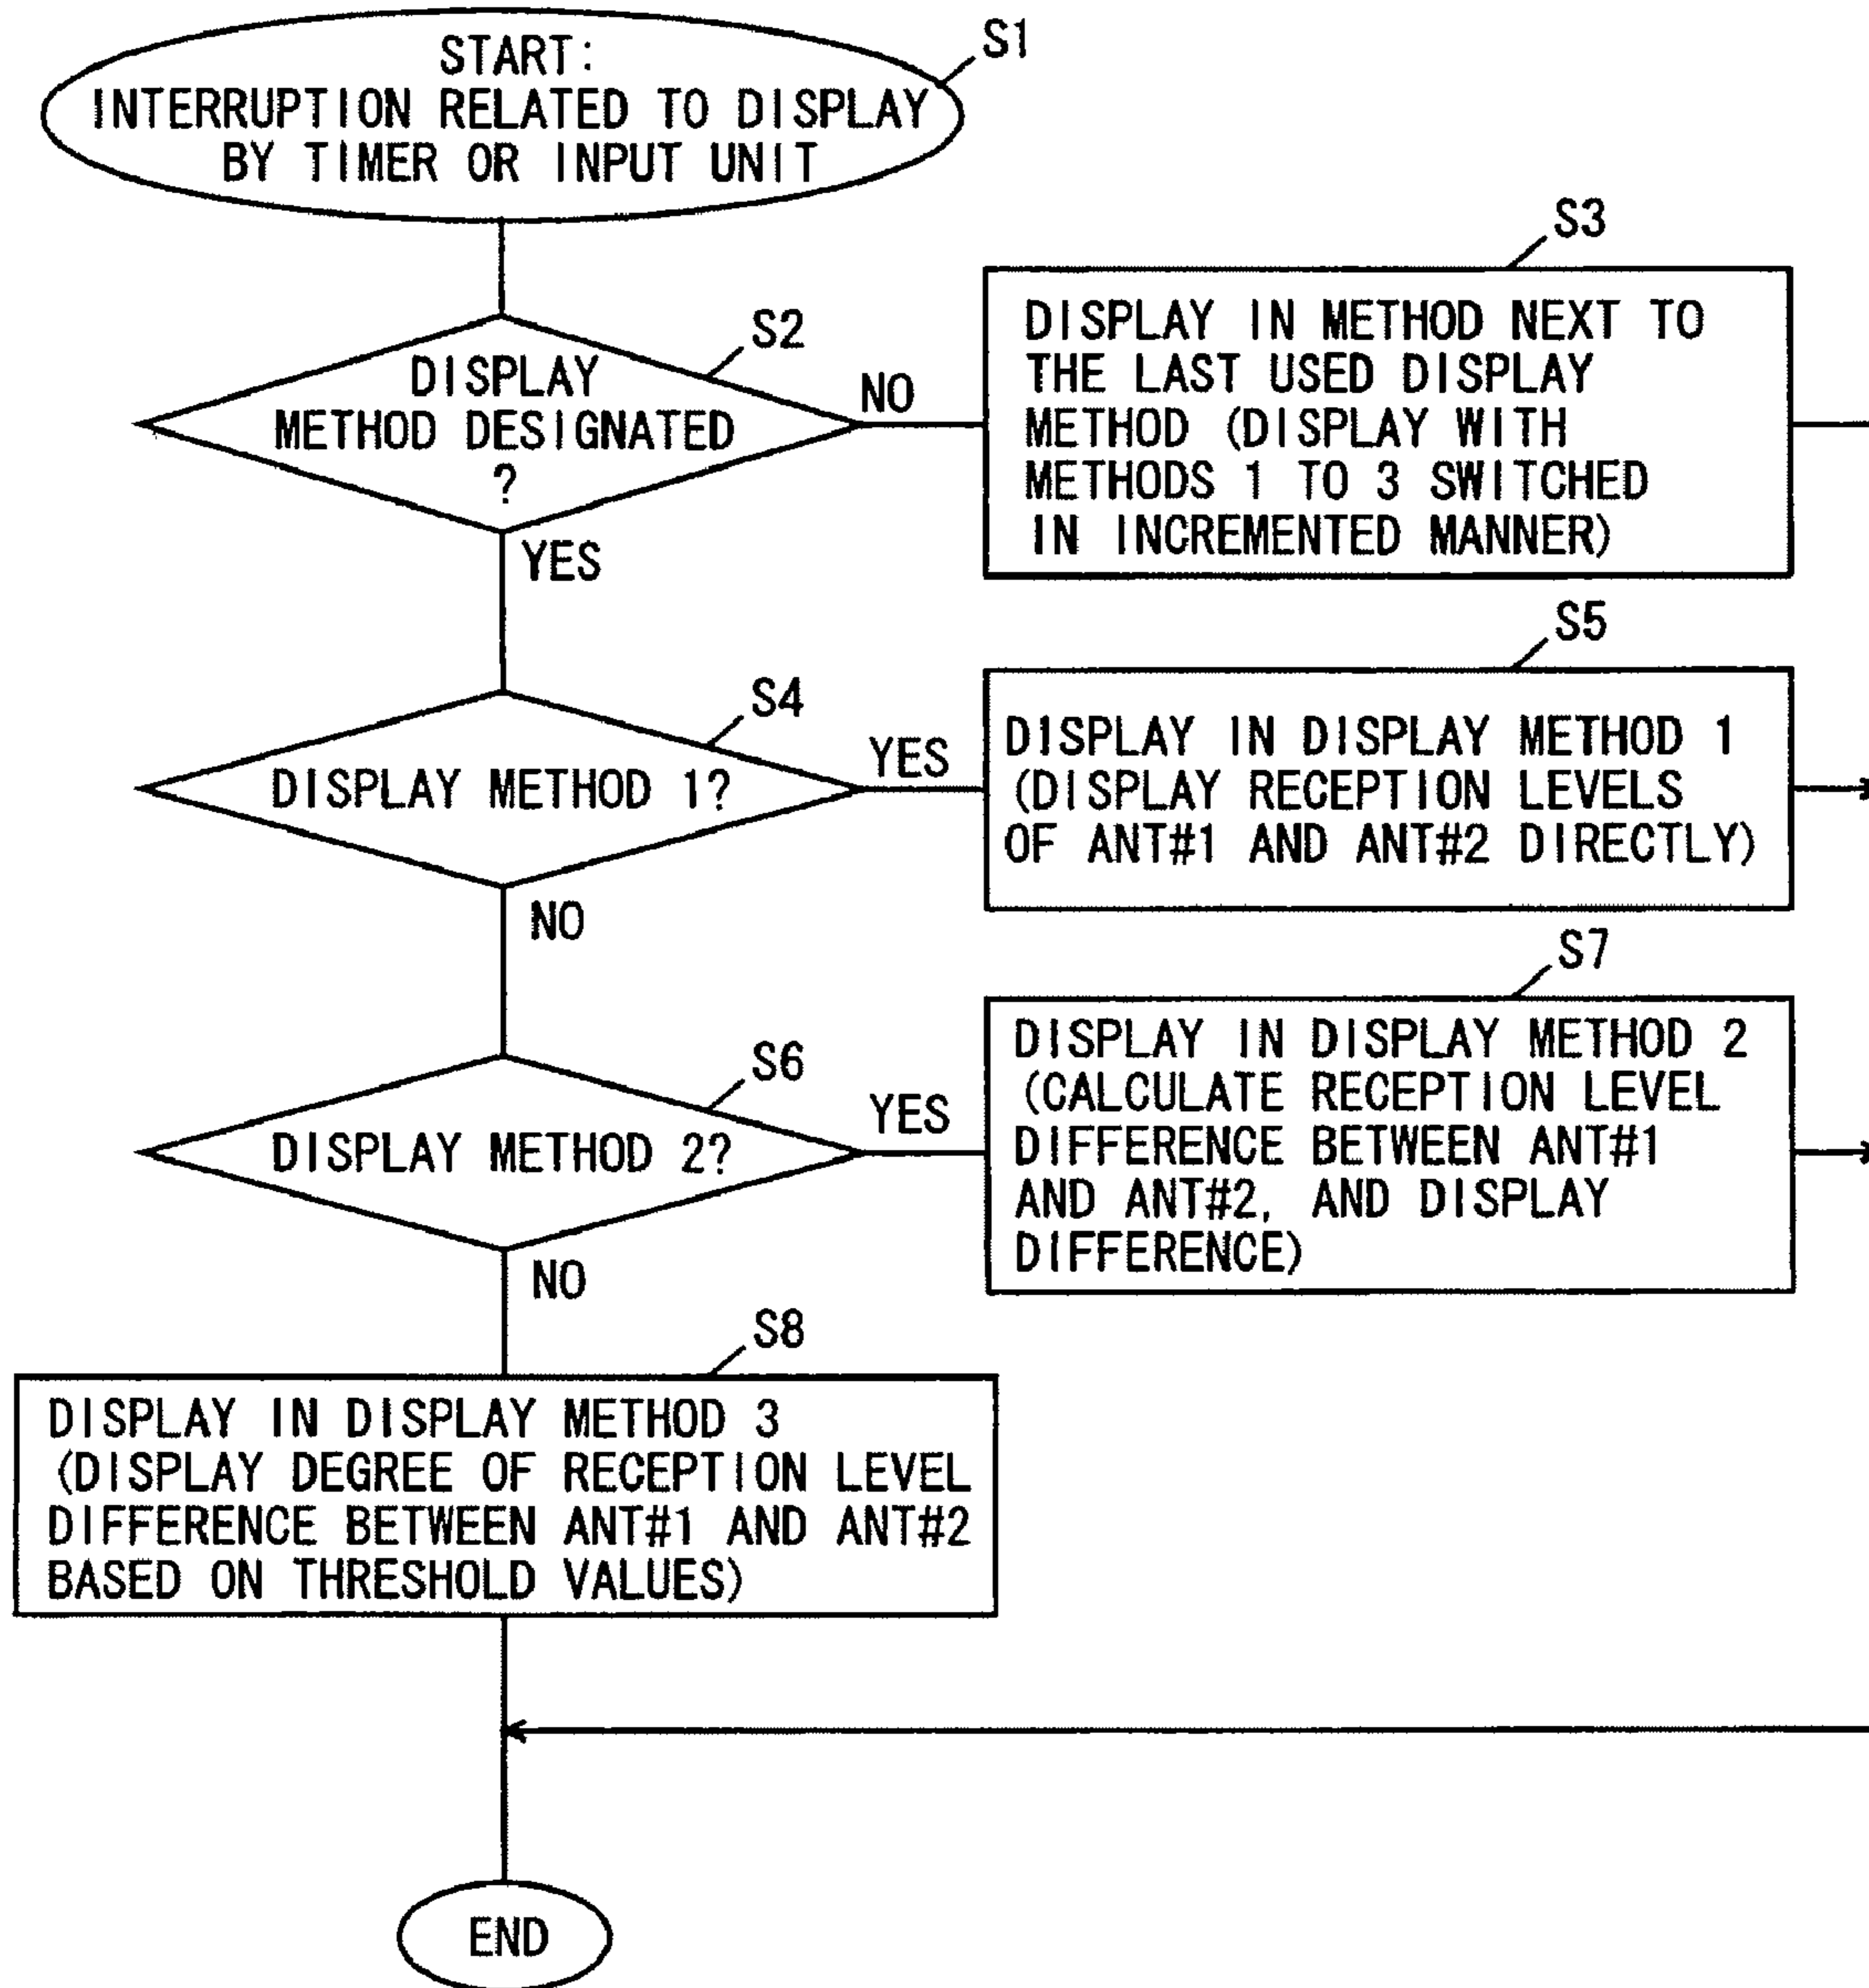 START:
INTERRUPTION RELATED TO DISPLAY
BY TIMER OR INPUT UNIT
S1
DISPLAY
METHOD DESIGNATED
?
S2
NO
YES
S3
DISPLAY IN METHOD NEXT TO
THE LAST USED DISPLAY
METHOD (DISPLAY WITH
METHODS 1 TO 3 SWITCHED
IN INCREMENTED MANNER)
S4
DISPLAY METHOD 1?
YES
NO
S5
DISPLAY IN DISPLAY METHOD 1
(DISPLAY RECEPTION LEVELS
OF ANT#1 AND ANT#2 DIRECTLY)
S6
DISPLAY METHOD 2?
YES
NO
S7
DISPLAY IN DISPLAY METHOD 2
(CALCULATE RECEPTION LEVEL
DIFFERENCE BETWEEN ANT#1
AND ANT#2, AND DISPLAY
DIFFERENCE)
S8
DISPLAY IN DISPLAY METHOD 3
(DISPLAY DEGREE OF RECEPTION LEVEL
DIFFERENCE BETWEEN ANT#1 AND ANT#2
BASED ON THRESHOLD VALUES)
END